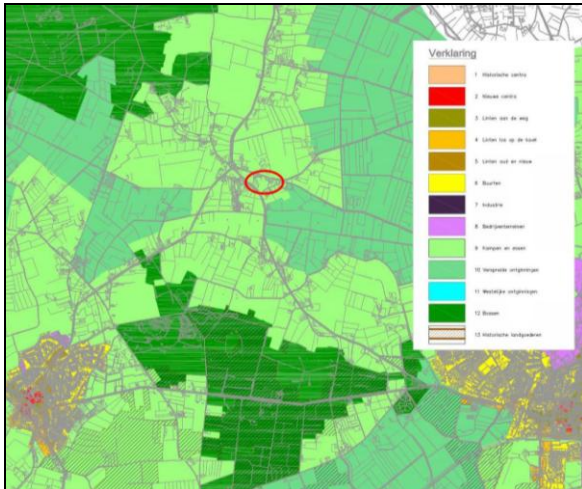 Verklaring
1 Historische centra
2 Nieuwe centra
3 Linten aan de weg
4 Linten los op de kavel
5 Linten oud en nieuw
6 Buurten
7 Industrie
8 Bedrijventerreinen
9 Kampen en essen
10 Verspreide ontginningen
11 Westelijke ontginningen
12 Bossen
13 Historische landgoederen